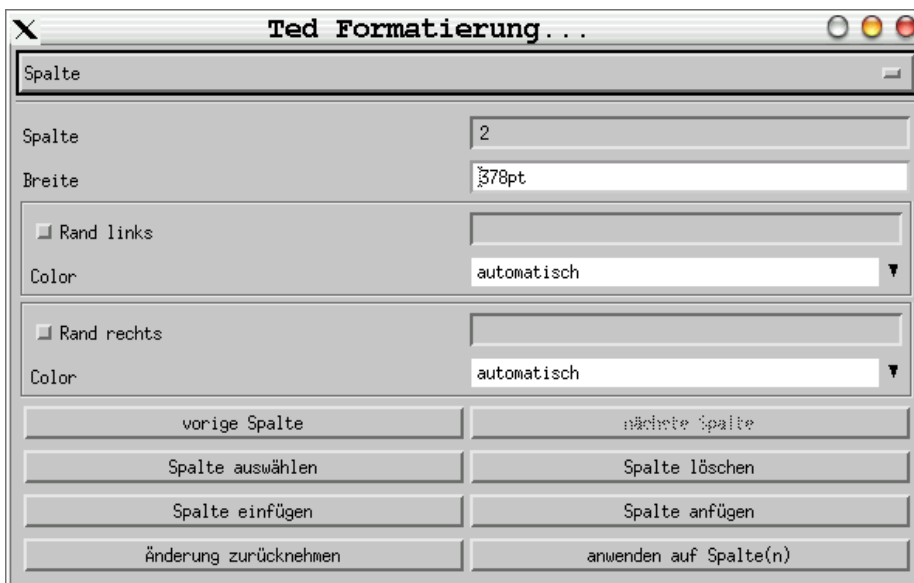 Ted Formatierung...
Spalte
Spalte 2
Breite 378pt
Rand links
Color automatisch
Rand rechts
Color automatisch
vorige Spalte nächste Spalte
Spalte auswählen Spalte löschen
Spalte einfügen Spalte anfügen
Änderung zurücknehmen anwenden auf Spalte(n)